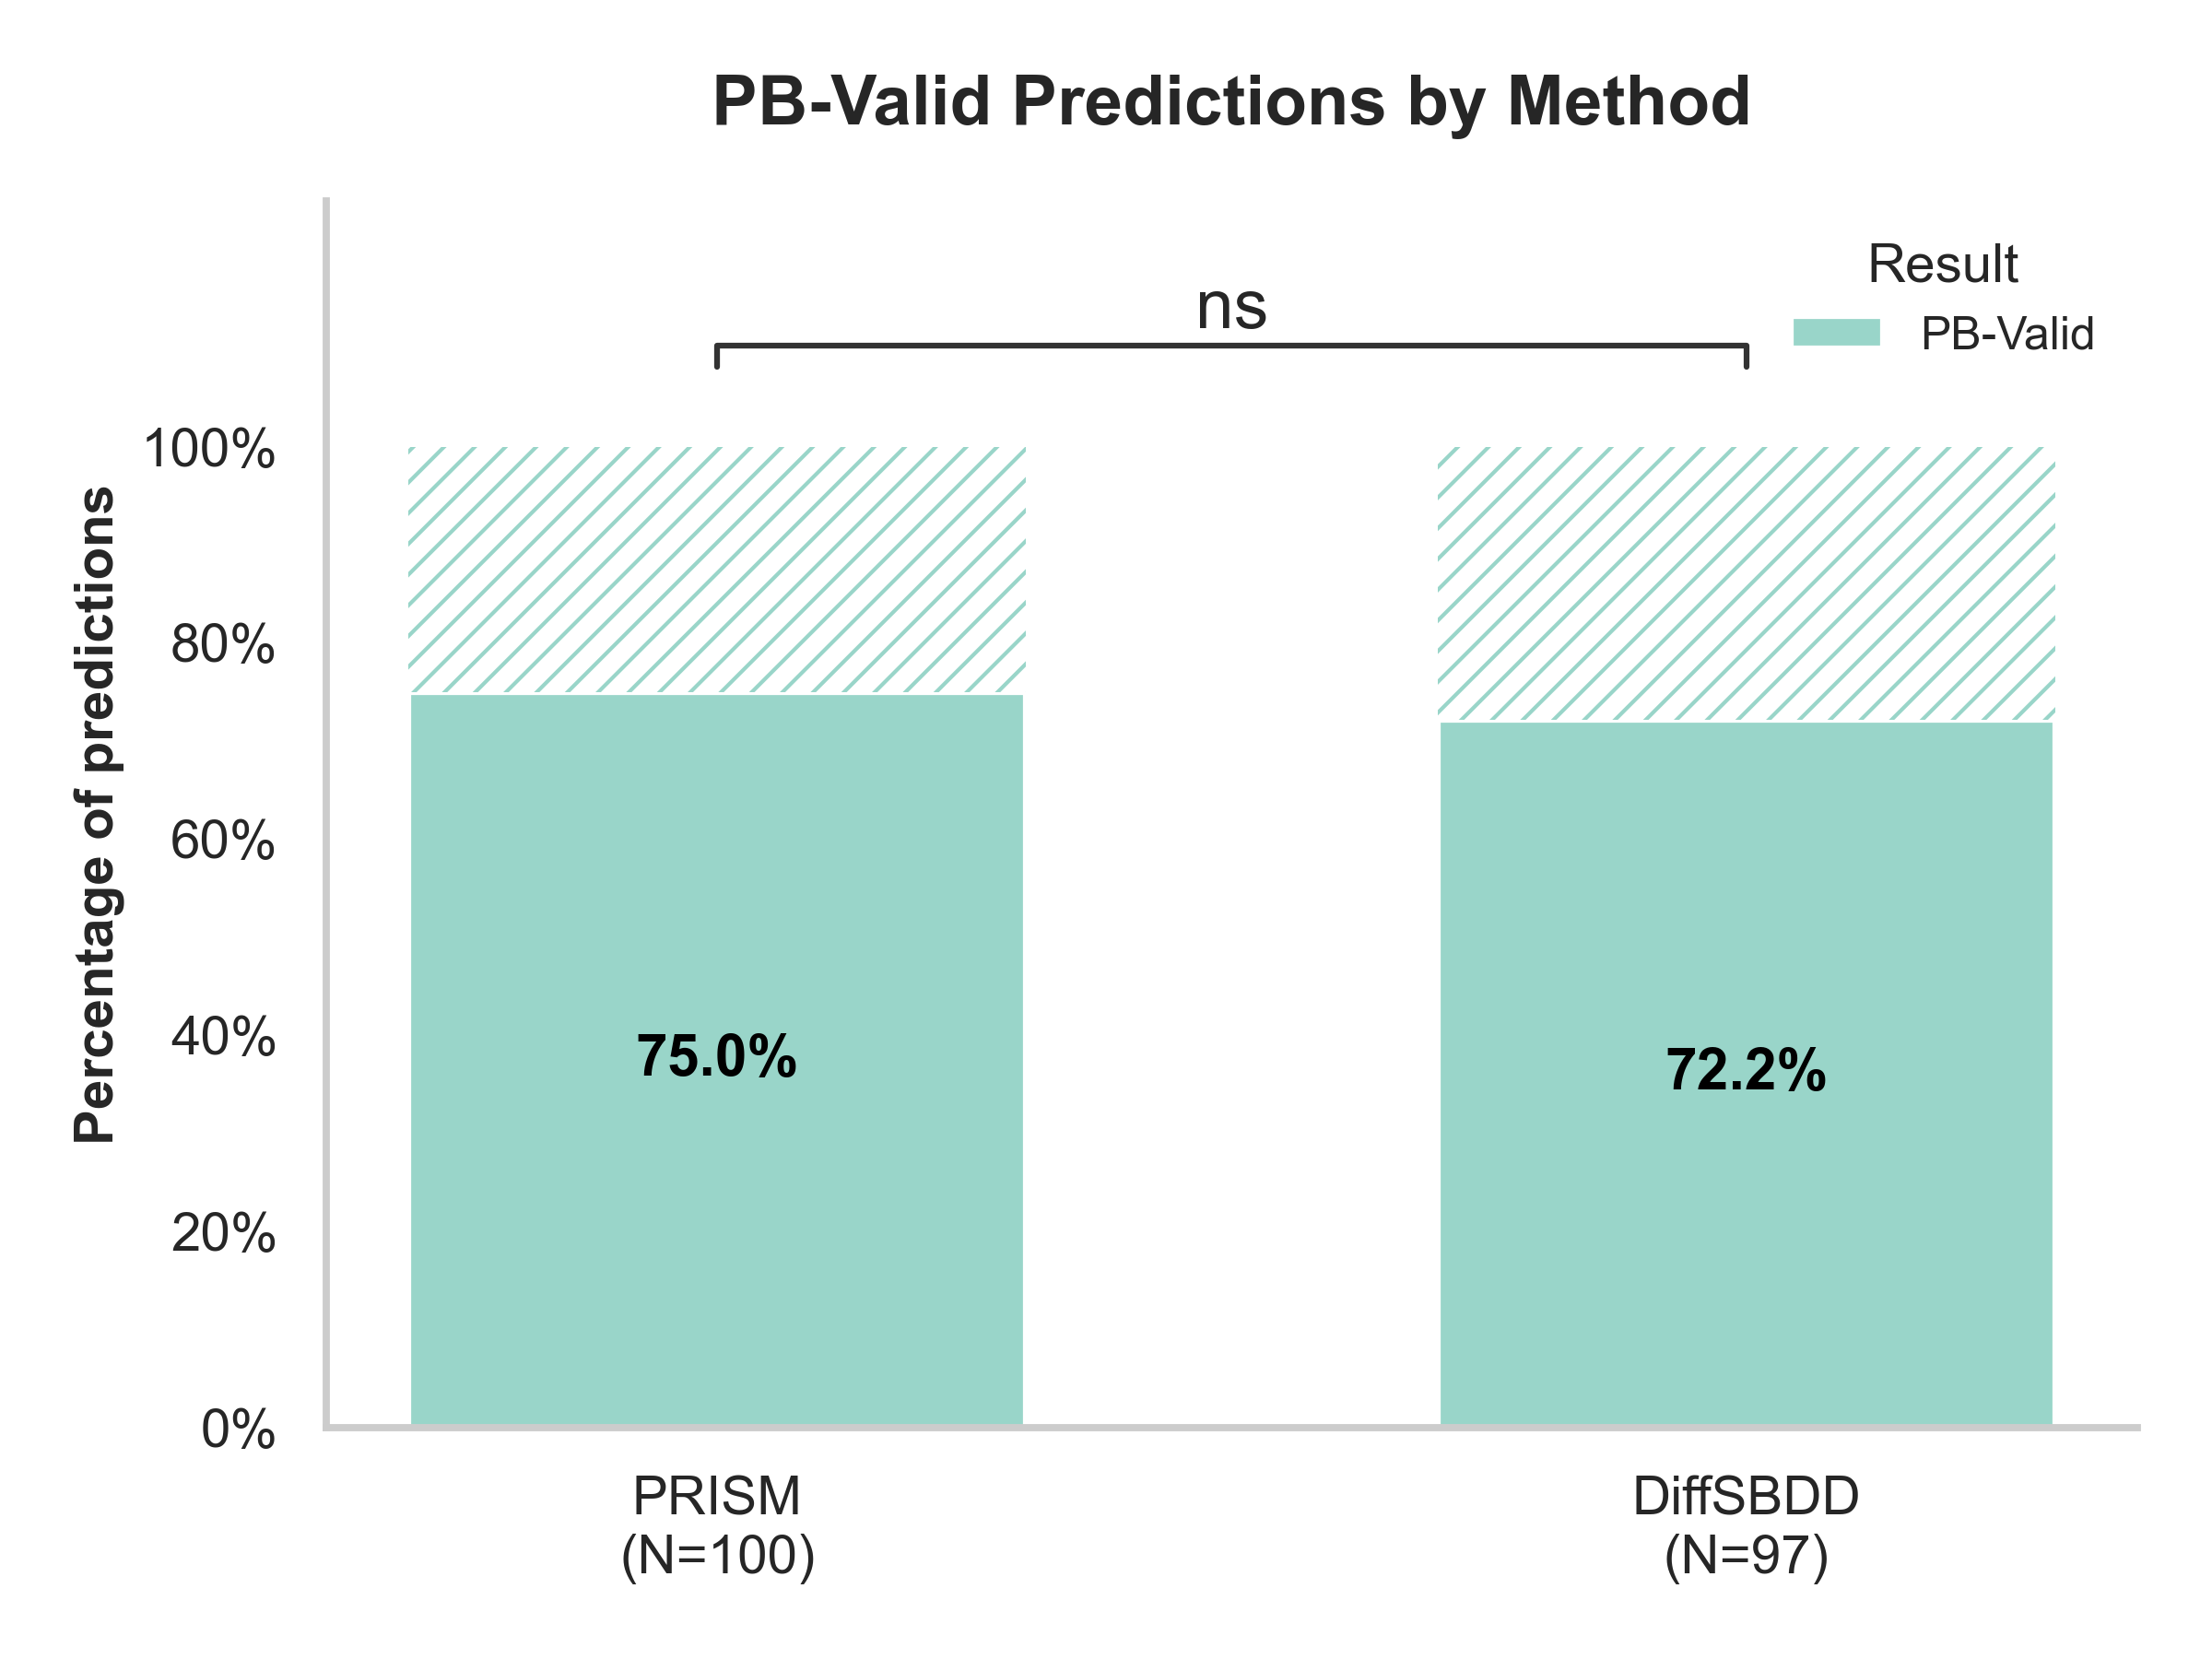 PB-Valid Predictions by Method
Result
PB-Valid
ns
Percentage of predictions
100%
80%
60%
40%
20%
0%
75.0%
72.2%
PRISM
(N=100)
DiffSBDD
(N=97)